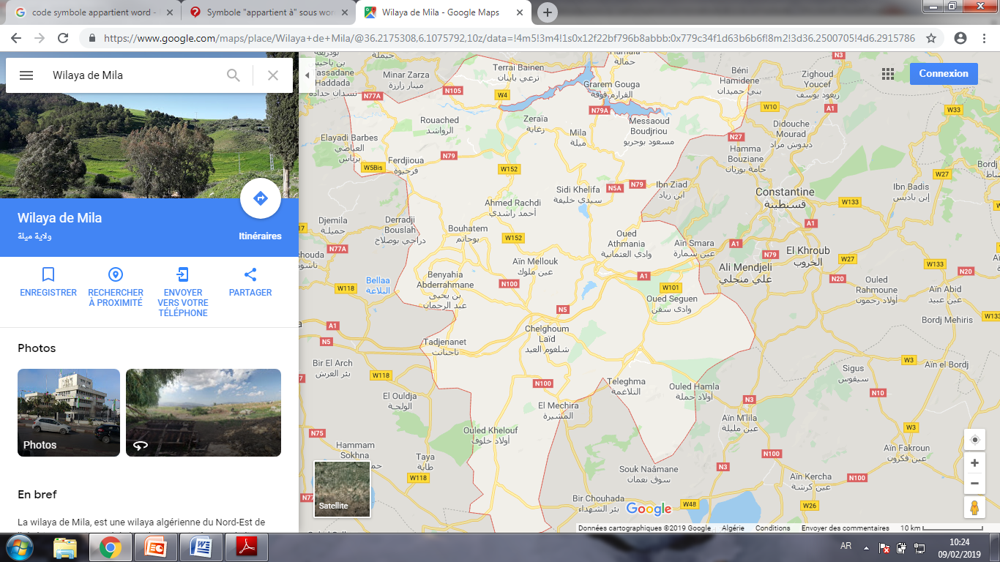 code symbole appartient word -
Symbole "appartient à" sous wor
Wilaya de Mila - Google Maps
https://www.google.com/maps/place/Wilaya+de+Mila/@36.2175308,6.1075792,10z/data=!4m5!3m4!1s0x12f22bf796b8abbb:0x779c34f1d63b6b6f!8m2!3d36.2500705!4d6.2915786
Wilaya de Mila
Connexion
Wilaya de Mila
ولاية ميلة
Itinéraires
ENREGISTRER
RECHERCHER
À PROXIMITÉ
ENVOYER
VERS VOTRE
TÉLÉPHONE
PARTAGER
Photos
Photos
En bref
La wilaya de Mila, est une wilaya algérienne du Nord-Est de
Haddada
Minar Zarza
منار زارزة
Terrai Bainen
ترعي باينان
Hamala
حمالة
Grarem Gouga
القرارم قوقة
Béni
Hamidene
بني حميدان
Zighoud
Youcef
زيغود يوسف
N3
N77A
N105
W4
N79A
W10
A1
W33
Rouached
الرواشد
Zeraïa
زغاية
Mila
ميلة
Messaoud
Boudjriou
مسعود بوجريو
Didouche
Mourad
ديدوش مراد
Elayadi Barbes
العياضي
برباس
N27
Hamma
Bouziane
حامة بوزيان
Ferdjioua
فرجيوة
N79
W5Bis
W152
W27
Sidi Khelifa
سيدي خليفة
N5A
N79
Ibn Ziad
ابن زياد
Constantine
قسنطينة
Ibn Badis
إبن باديس
W133
Ahmed Rachdi
أحمد راشدي
Djemila
جميلة
Derradji
Bouslah
دراجي بوصلاح
Bouhatem
بوحاتم
W152
Oued
Athmania
وادي العثمانية
Aïn Smara
عين سمارة
A1
A1
N79
El Khroub
الخروب
17
N77A
W27
W133
N20
Aïn Mellouk
عين ملوك
Ali Mendjeli
علي منجلي
N20
Bellaa
البلاعة
W118
Benyahia
Abderrahmane
بن يحيى
عبد الرحمان
N100
A1
W101
Oued Seguen
وادى سقن
Ouled
Rahmoune
أولاد رحمون
Aïn Abid
عين عبيد
N5
W133
Bordj Mehiris
A1
N5
Chelghoum
Laïd
شلغوم العيد
Tadjenanet
تاجنانت
Bir El Arch
بئر العرش
W118
W3
Aïn el Bordj
Sigus
سيقوس
El Ouldja
الولجة
N100
Teleghma
التلاغمة
Ouled Hamla
أولاد حملة
N10
El Mechira
المشيرة
N3
Aïn M'lila
عين مليلة
N75
Ouled Khelouf
أولاد خلوف
W3
Hammam
Sokhna
Taya
طاية
N100
Aïn Fakroun
عين فكرون
N3
Souk Naâmane
سوق نعمان
W118
Aïn Kercha
عين كرشة
N100
N77
Bir Chouhada
بئر الشهداء
W48
W26
Satellite
Google
Données cartographiques ©2019 Google
Algérie
Conditions
Envoyer des commentaires
10 km
AR
10:24
09/02/2019